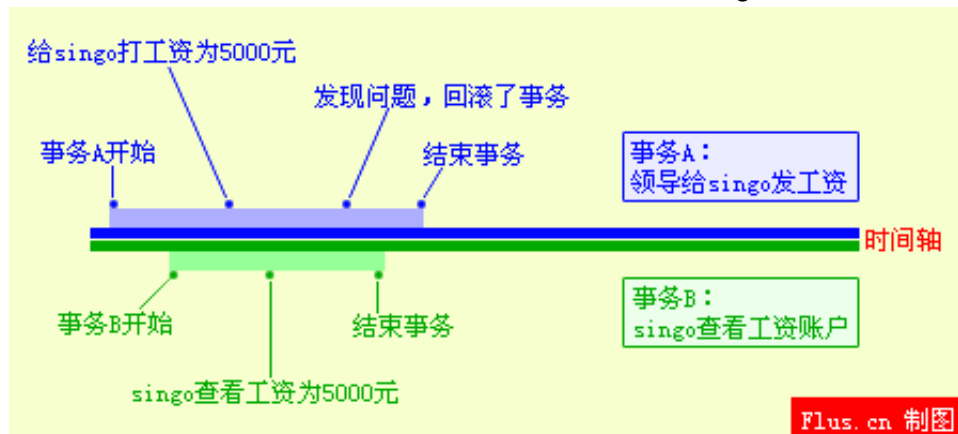 给singo打工资为5000元
发现问题，回滚了事务
事务A开始
结束事务
事务A：
领导给singo发工资
时间轴
事务B开始
结束事务
事务B：
singo查看工资账户
singo查看工资为5000元
Flus.cn 制图